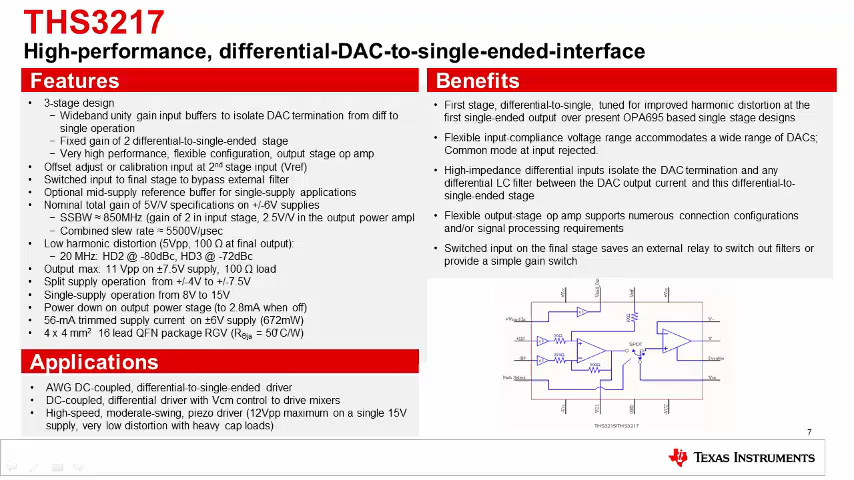 THS3217
High-performance, differential-DAC-to-single-ended-interface
Features
• 3-stage design
− Wideband unity gain input buffers to isolate DAC termination from diff to
single operation
− Fixed gain of 2 differential-to-single-ended stage
− Very high performance, flexible configuration, output stage op amp
• Offset adjust or calibration input at 2nd stage input (Vref)
• Switched input to final stage to bypass external filter
• Optional mid-supply reference buffer for single-supply applications
• Nominal total gain of 5V/V specifications on +/-6V supplies
− SSBW ≈ 850MHz (gain of 2 in input stage, 2.5V/V in the output power ampl
− Combined slew rate ≈ 5500V/µsec
• Low harmonic distortion (5Vpp, 100 Ω at final output):
− 20 MHz: HD2 @ -80dBc, HD3 @ -72dBc
• Output max: 11 Vpp on ±7.5V supply, 100 Ω load
• Split supply operation from +/-4V to +/-7.5V
• Single-supply operation from 8V to 15V
• Power down on output power stage (to 2.8mA when off)
• 56-mA trimmed supply current on ±6V supply (672mW)
• 4 x 4 mm2 16 lead QFN package RGV (Rθja = 50°C/W)
Applications
• AWG DC-coupled, differential-to-single-ended driver
• DC-coupled, differential driver with Vcm control to drive mixers
• High-speed, moderate-swing, piezo driver (12Vpp maximum on a single 15V
supply, very low distortion with heavy cap loads)
Benefits
• First stage, differential-to-single, tuned for improved harmonic distortion at the
first single-ended output over present OPA695 based single stage designs
• Flexible input-compliance voltage range accommodates a wide range of DACs;
Common mode at input rejected.
• High-impedance differential inputs isolate the DAC termination and any
differential LC filter between the DAC output current and this differential-to-
single-ended stage
• Flexible output-stage op amp supports numerous connection configurations
and/or signal processing requirements
• Switched input on the final stage saves an external relay to switch out filters or
provide a simple gain switch
SPDT
Path Select
Disable
THS3215/THS3217
7
TEXAS INSTRUMENTS